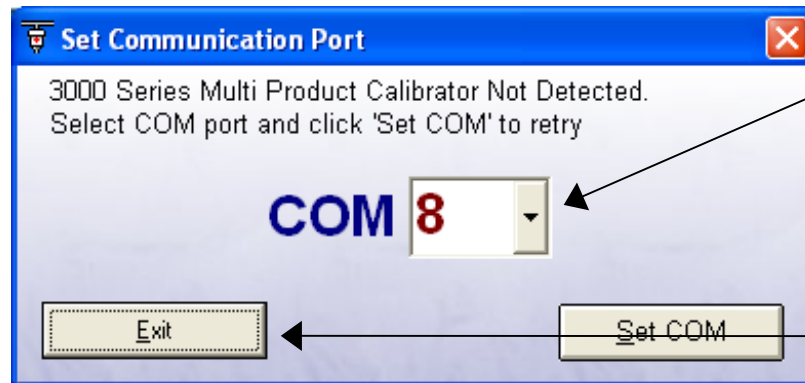 Set Communication Port
3000 Series Multi Product Calibrator Not Detected.
Select COM port and click 'Set COM' to retry
COM 8
Exit
Set COM